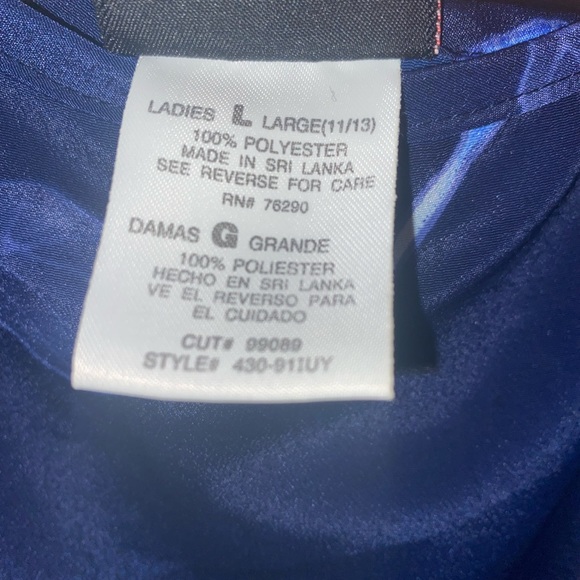 LADIES L LARGE(11/13)
100% POLYESTER
MADE IN SRI LANKA
SEE REVERSE FOR CARE
RN# 76290
DAMAS G GRANDE
100% POLIESTER
HECHO EN SRI LANKA
VE EL REVERSO PARA
EL CUIDADO
CUT# 99089
STYLE# 430-911UY